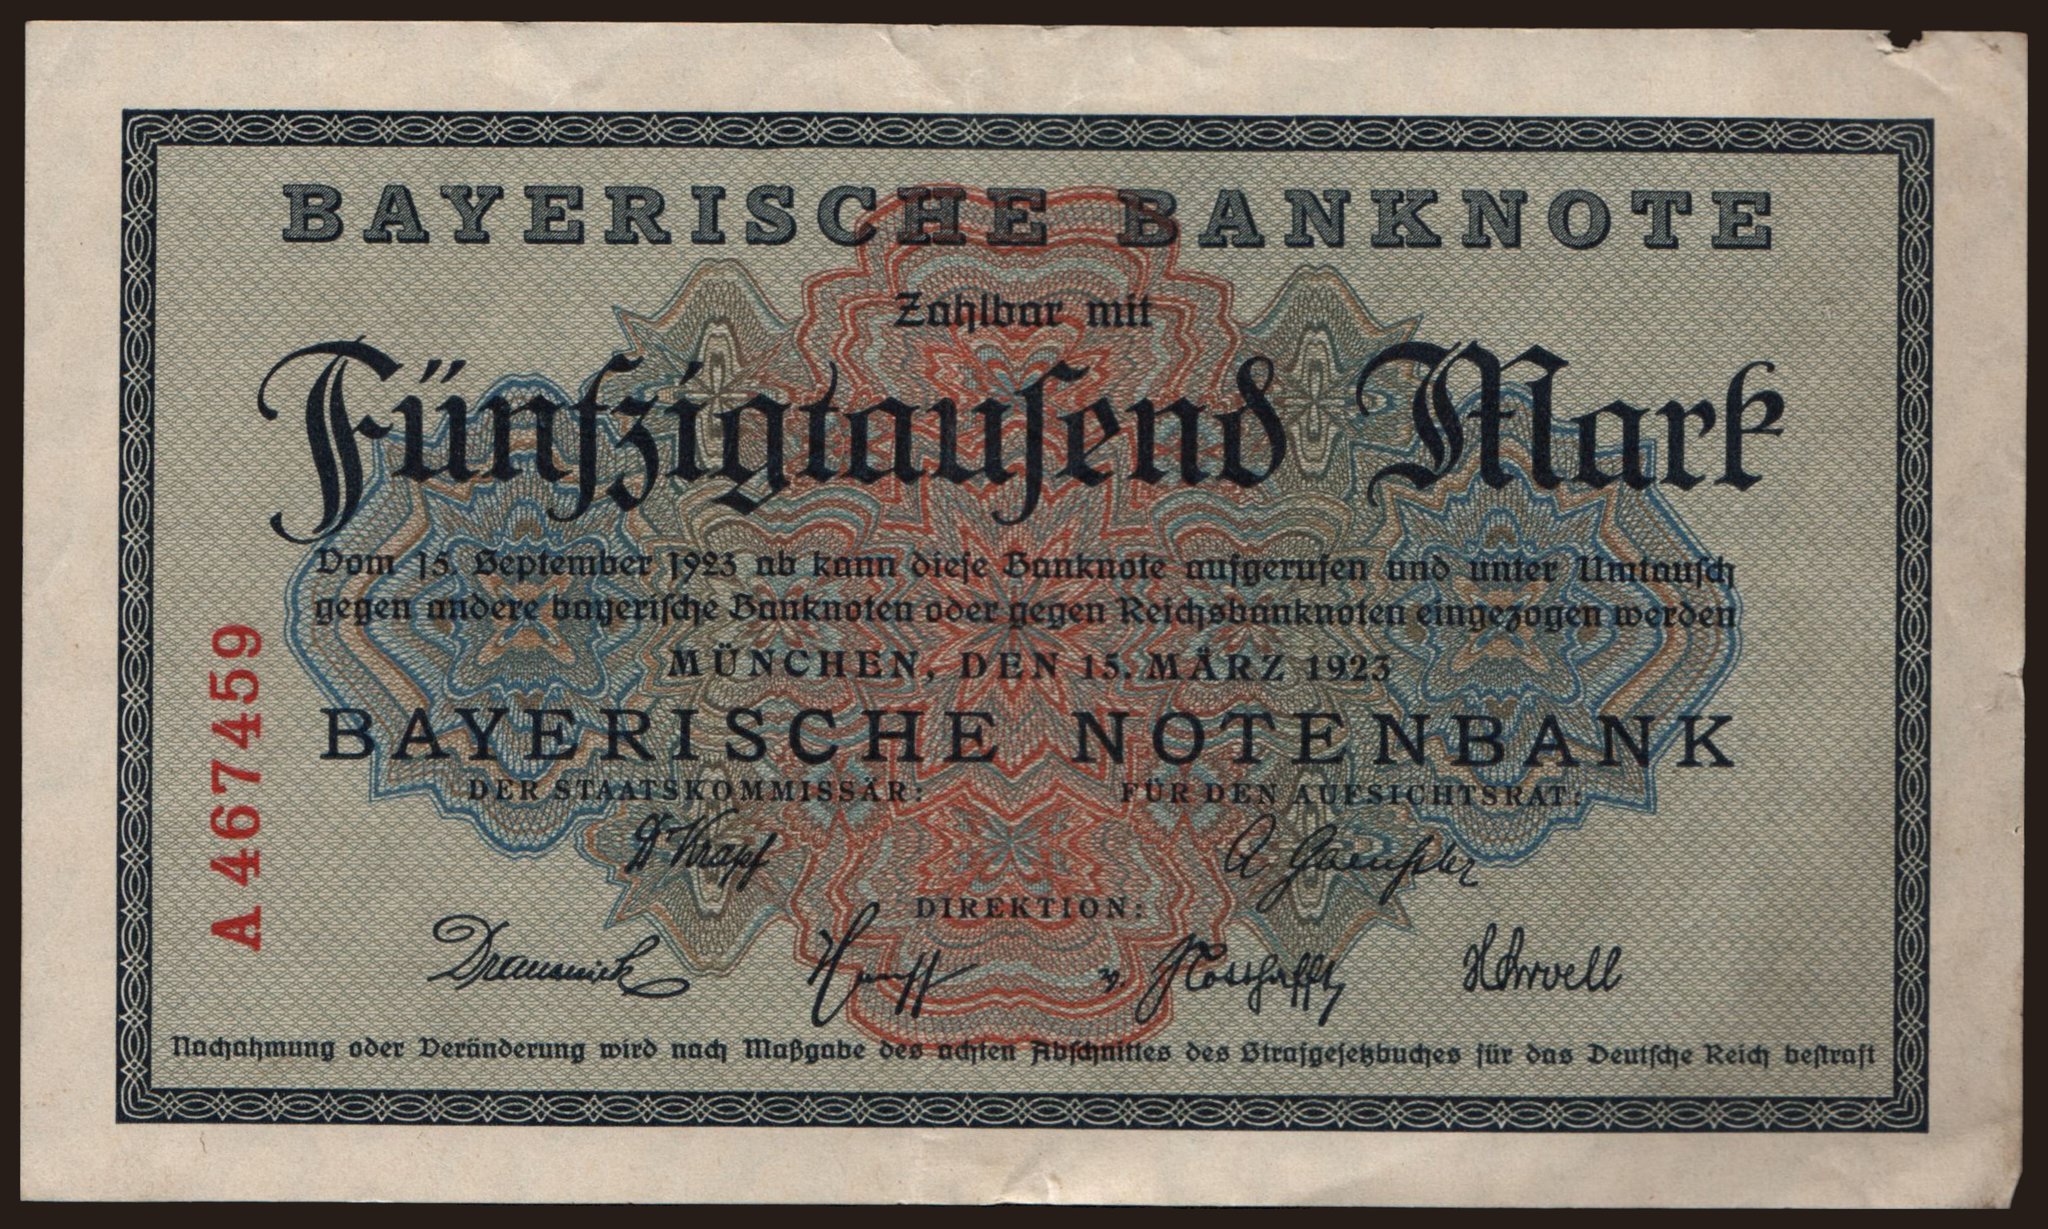 BAYERISCHE BANKNOTE
Zahlbar mit
Fünfzigtausend Mark
Vom 15. September 1923 ab kann diese Banknote aufgerufen und unter Umtausch
gegen andere bayerische Banknoten oder gegen Reichsbanknoten eingezogen werden
MÜNCHEN, DEN 15. MÄRZ 1923
BAYERISCHE NOTENBANK
DER STAATSKOMMISSÄR: FÜR DEN AUFSICHTSRAT:
Dr Krapf
DIREKTION:
Nachahmung oder Veränderung wird nach Maßgabe des achten Abschnittes des Strafgesetzbuches für das Deutsche Reich bestraft
A 467459